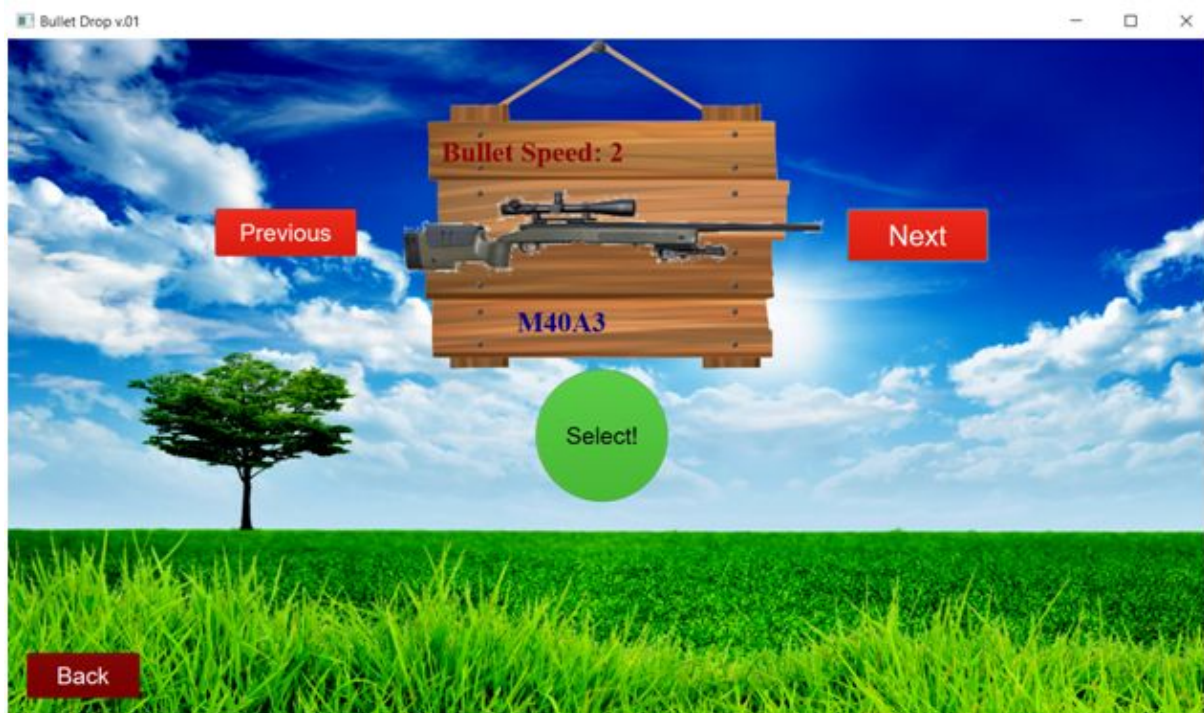 Bullet Drop v.01
Bullet Speed: 2
Previous
Next
M40A3
Select!
Back